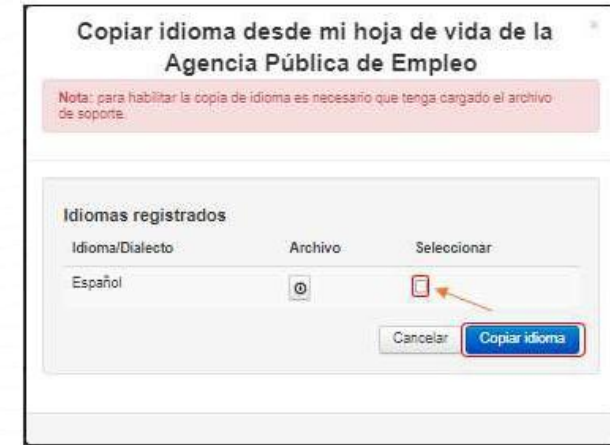 Copiar idioma desde mi hoja de vida de la
Agencia Pública de Empleo
Nota: para habilitar la copia de idioma es necesario que tenga cargado el archivo
de soporte.
Idiomas registrados
Idioma/Dialecto Archivo Seleccionar
Español
Cancelar Copiar idioma